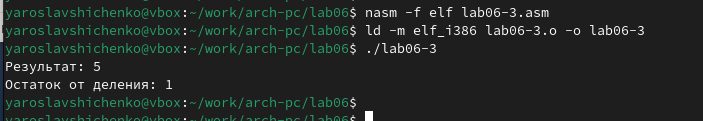 yaroslavshichenko@vbox:~/work/arch-pc/lab06$ nasm -f elf lab06-3.asm
yaroslavshichenko@vbox:~/work/arch-pc/lab06$ ld -m elf_i386 lab06-3.o -o lab06-3
yaroslavshichenko@vbox:~/work/arch-pc/lab06$ ./lab06-3
Результат: 5
Остаток от деления: 1
yaroslavshichenko@vbox:~/work/arch-pc/lab06$
yaroslavshichenko@vbox:~/work/arch-pc/lab06$